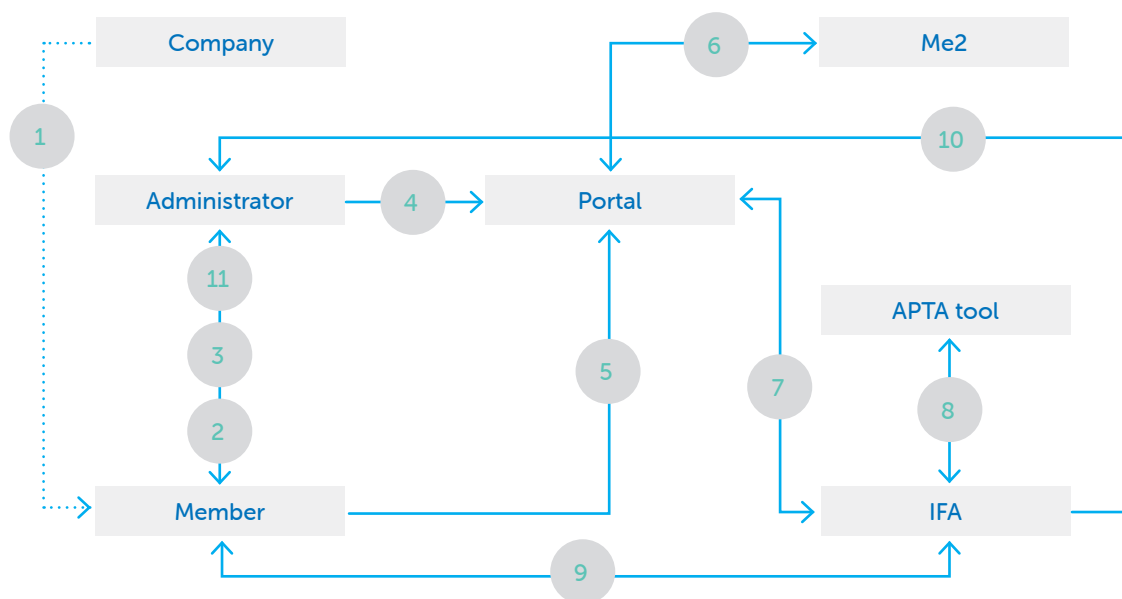 Company
6
Me2
1
10
Administrator
4
Portal
11
APTA tool
3
5
7
8
2
Member
IFA
9